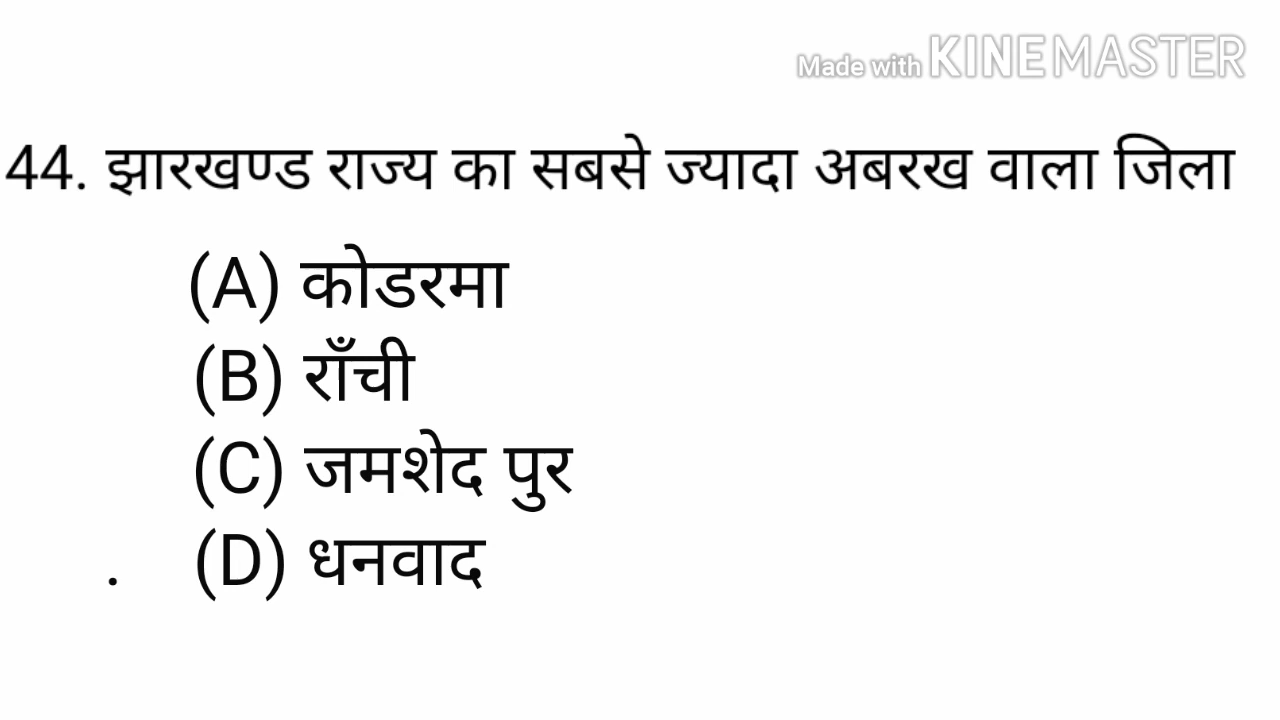 Made with KINEMASTER
44. झारखण्ड राज्य का सबसे ज्यादा अबरख वाला जिला
(A) कोडरमा
(B) राँची
(C) जमशेद पुर
. (D) धनवाद